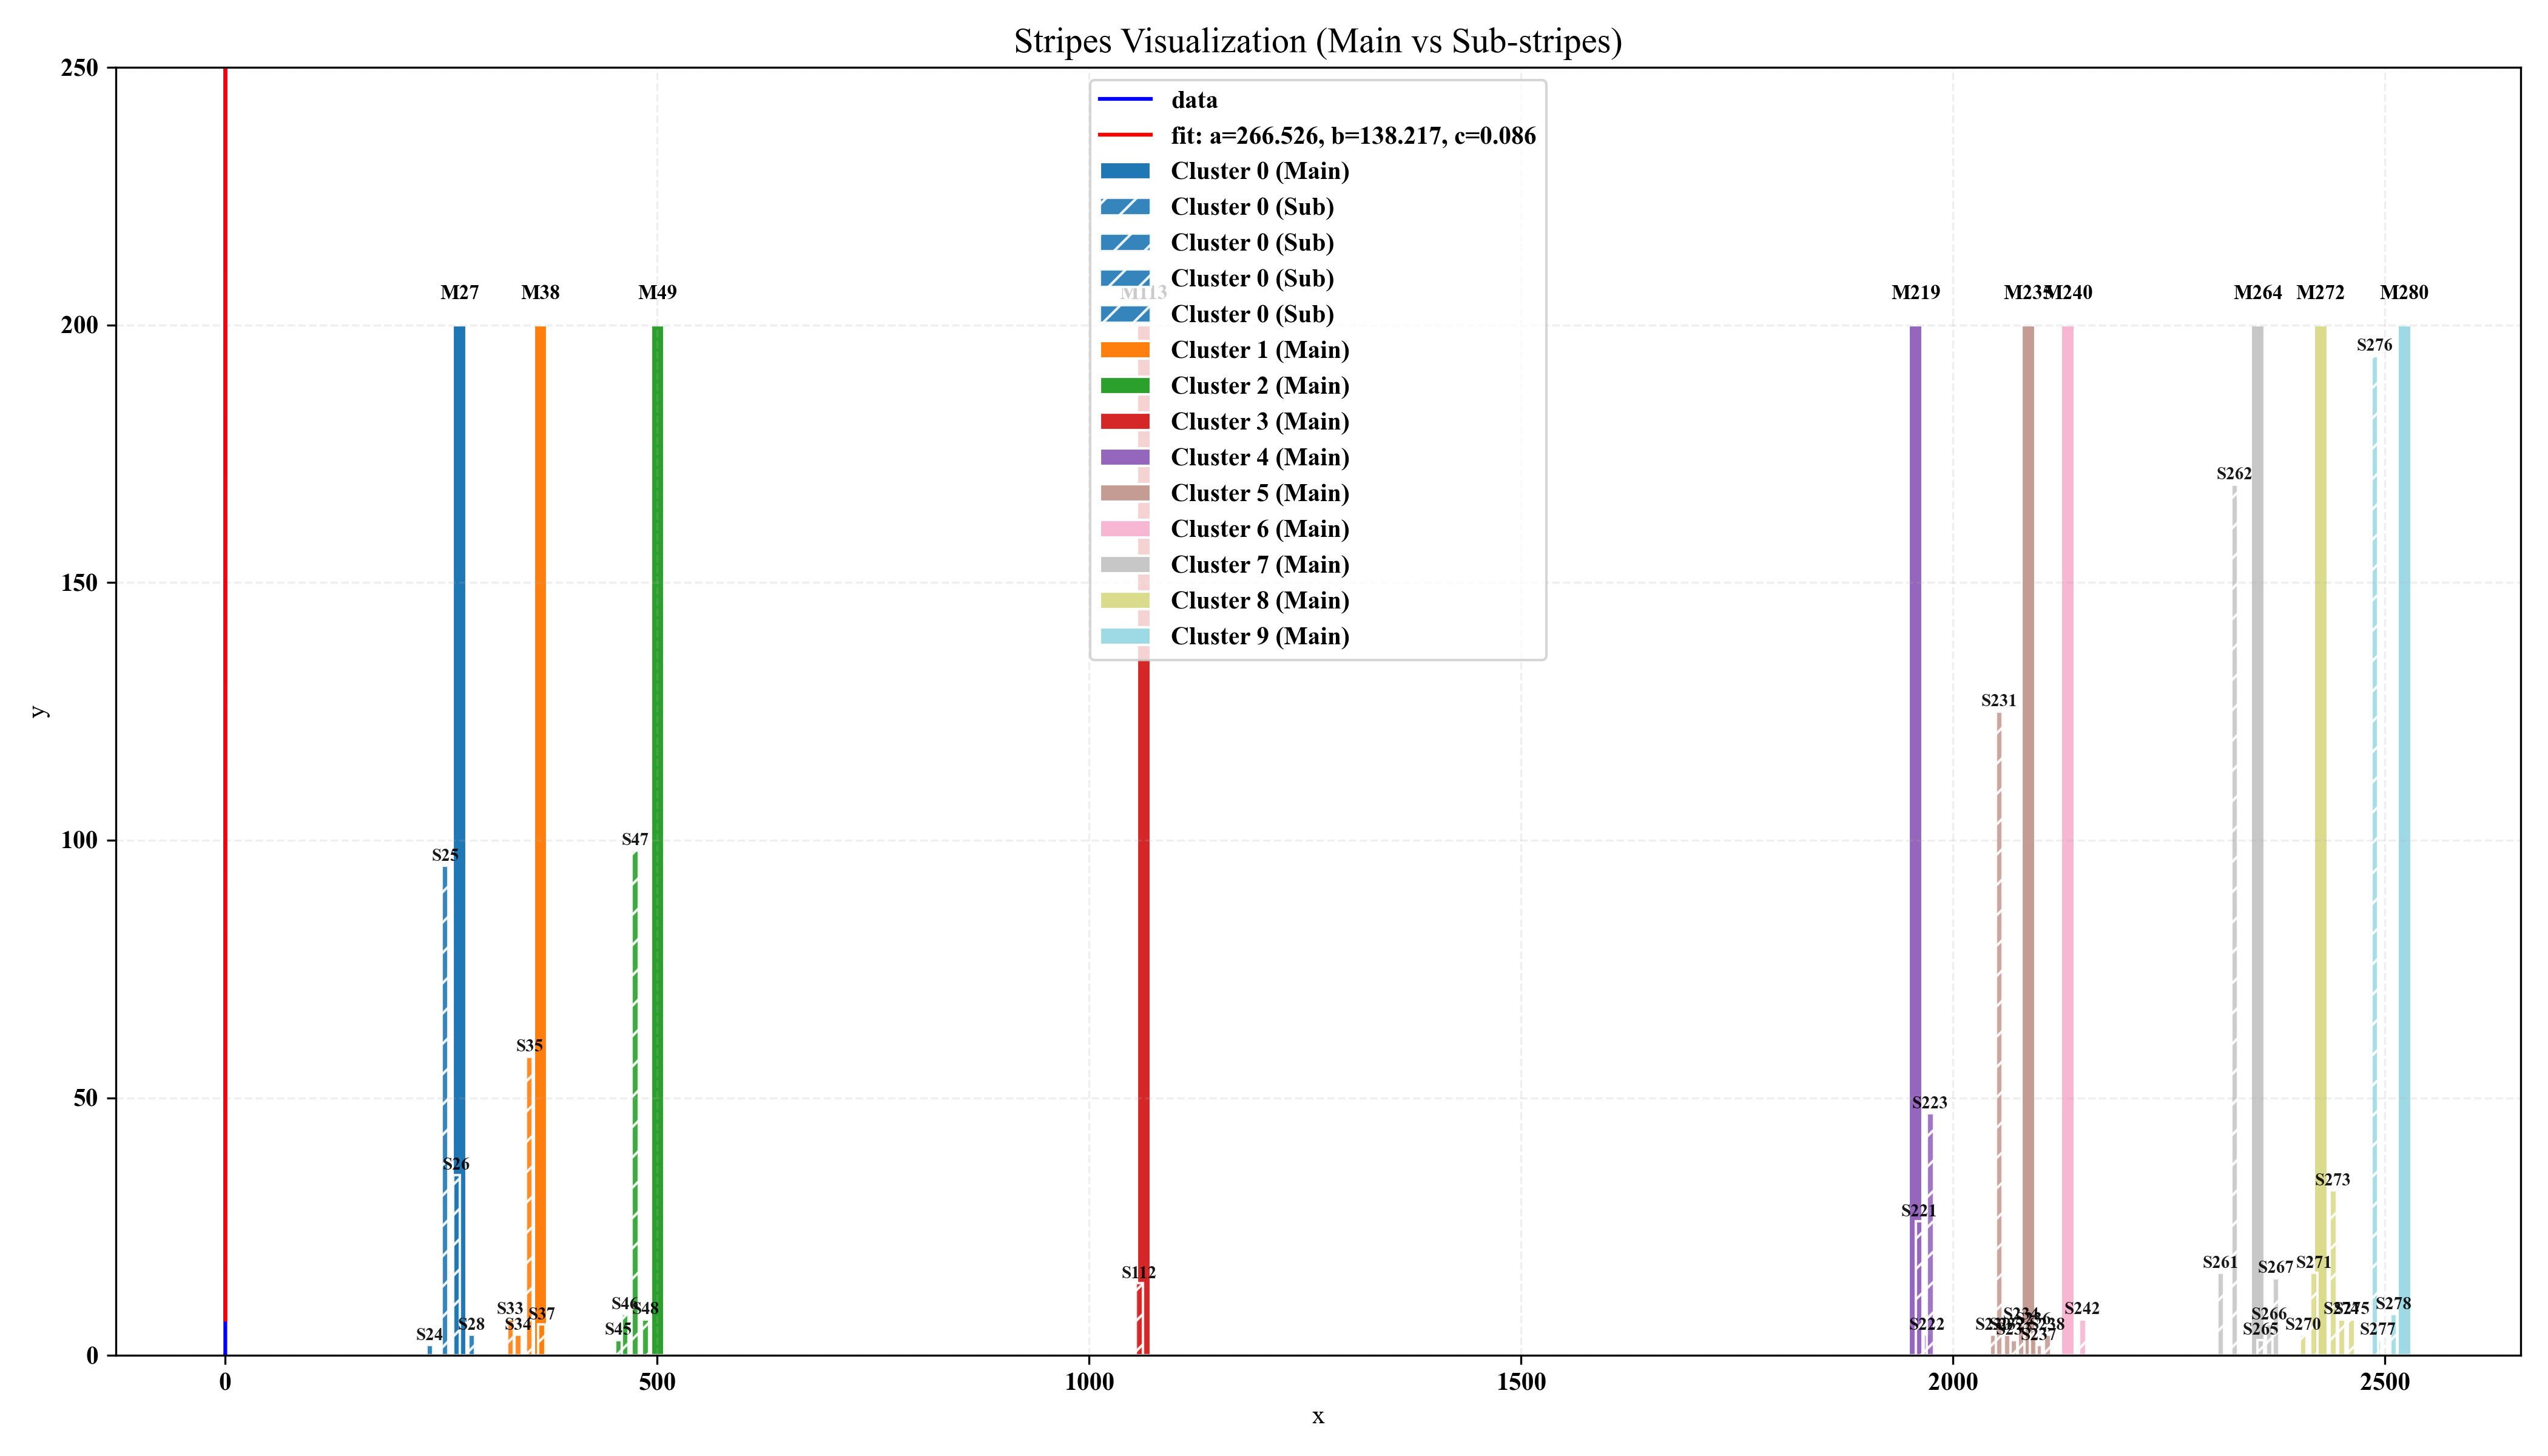 Stripes Visualization (Main vs Sub-stripes)
250
200
150
100
50
0
y
data
fit: a=266.526, b=138.217, c=0.086
Cluster 0 (Main)
Cluster 0 (Sub)
Cluster 0 (Sub)
Cluster 0 (Sub)
Cluster 0 (Sub)
Cluster 1 (Main)
Cluster 2 (Main)
Cluster 3 (Main)
Cluster 4 (Main)
Cluster 5 (Main)
Cluster 6 (Main)
Cluster 7 (Main)
Cluster 8 (Main)
Cluster 9 (Main)
M27 M38 M49 M113 M219 M235 M240 M264 M272 M280
S276
S262
S231
S47
S25
S223
S35
S26
S273
S221
S112 S261 S267 S271
S33 S37 S46 S48 S234 S242 S266 S275 S278
S24 S28 S34 S45 S222 S237 S238 S265 S270 S277
0 500 1000 1500 2000 2500
x